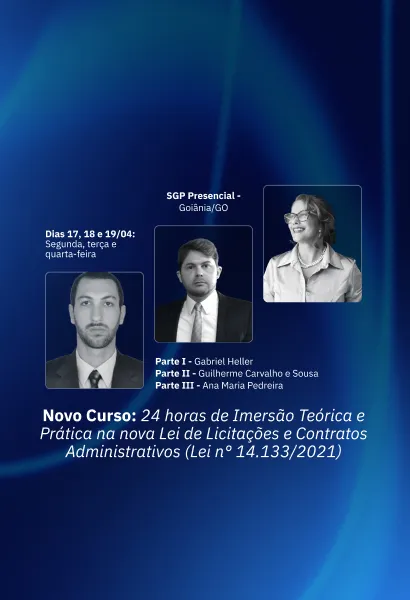 SGP Presencial -
Goiânia/GO
Dias 17, 18 e 19/04:
Segunda, terça e
quarta-feira
Parte I - Gabriel Heller
Parte II - Guilherme Carvalho e Sousa
Parte III - Ana Maria Pedreira
Novo Curso: 24 horas de Imersão Teórica e
Prática na nova Lei de Licitações e Contratos
Administrativos (Lei nº 14.133/2021)